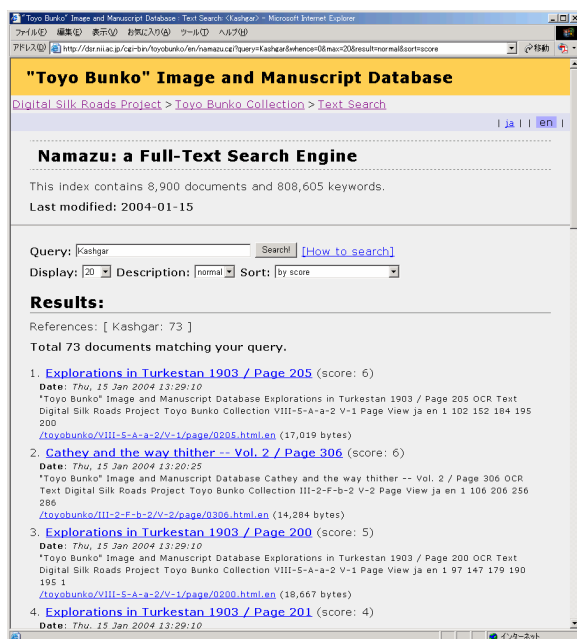 "Toyo Bunko" Image and Manuscript Database : Text Search: <Kashgar> - Microsoft Internet Explorer
ファイル(F) 編集(E) 表示(V) お気に入り(A) ツール(T) ヘルプ(H)
アドレス(D) http://dsr.nii.ac.jp/cgi-bin/toyobunko/en/namazu.cgi?query=Kashgar&whence=0&max=20&result=normal&sort=score 移動
"Toyo Bunko" Image and Manuscript Database
Digital Silk Roads Project > Toyo Bunko Collection > Text Search
| ja | | en |
Namazu: a Full-Text Search Engine
This index contains 8,900 documents and 808,605 keywords.
Last modified: 2004-01-15
Query: Kashgar Search! [How to search]
Display: 20 Description: normal Sort: by score
Results:
References: [ Kashgar: 73 ]
Total 73 documents matching your query.
1. Explorations in Turkestan 1903 / Page 205 (score: 6)
Date: Thu, 15 Jan 2004 13:29:10
"Toyo Bunko" Image and Manuscript Database Explorations in Turkestan 1903 / Page 205 OCR Text
Digital Silk Roads Project Toyo Bunko Collection VIII-5-A-a-2 V-1 Page View ja en 1 102 152 184 195
200
/toyobunko/VIII-5-A-a-2/V-1/page/0205.html.en (17,019 bytes)
2. Cathey and the way thither -- Vol. 2 / Page 306 (score: 6)
Date: Thu, 15 Jan 2004 13:20:25
"Toyo Bunko" Image and Manuscript Database Cathey and the way thither -- Vol. 2 / Page 306 OCR
Text Digital Silk Roads Project Toyo Bunko Collection III-2-F-b-2 V-2 Page View ja en 1 106 206 256
286
/toyobunko/III-2-F-b-2/V-2/page/0306.html.en (14,284 bytes)
3. Explorations in Turkestan 1903 / Page 200 (score: 5)
Date: Thu, 15 Jan 2004 13:29:10
"Toyo Bunko" Image and Manuscript Database Explorations in Turkestan 1903 / Page 200 OCR Text
Digital Silk Roads Project Toyo Bunko Collection VIII-5-A-a-2 V-1 Page View ja en 1 97 147 179 190
195 1
/toyobunko/VIII-5-A-a-2/V-1/page/0200.html.en (18,667 bytes)
4. Explorations in Turkestan 1903 / Page 201 (score: 4)
Date: Thu, 15 Jan 2004 13:29:10
インターネット